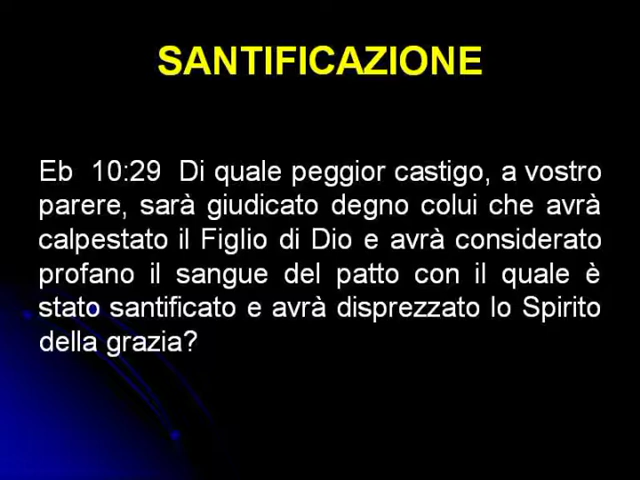 SANTIFICAZIONE
Eb 10:29 Di quale peggior castigo, a vostro
parere, sarà giudicato degno colui che avrà
calpestato il Figlio di Dio e avrà considerato
profano il sangue del patto con il quale è
stato santificato e avrà disprezzato lo Spirito
della grazia?